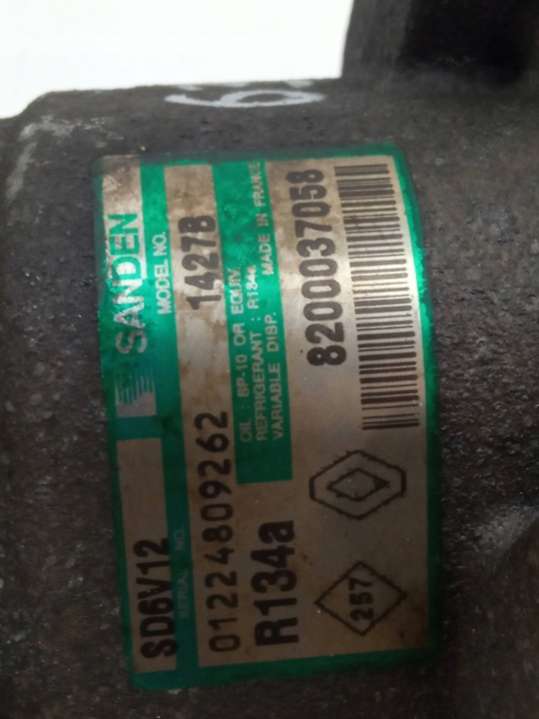 SD6V12 SANDEN
SERIAL NO. MODEL NO.
01224809262 1427B
OIL : SP-10 OR EQUIV.
REFRIGERANT : R134a
VARIABLE DISP. MADE IN FRANCE
R134a 8200037058
257